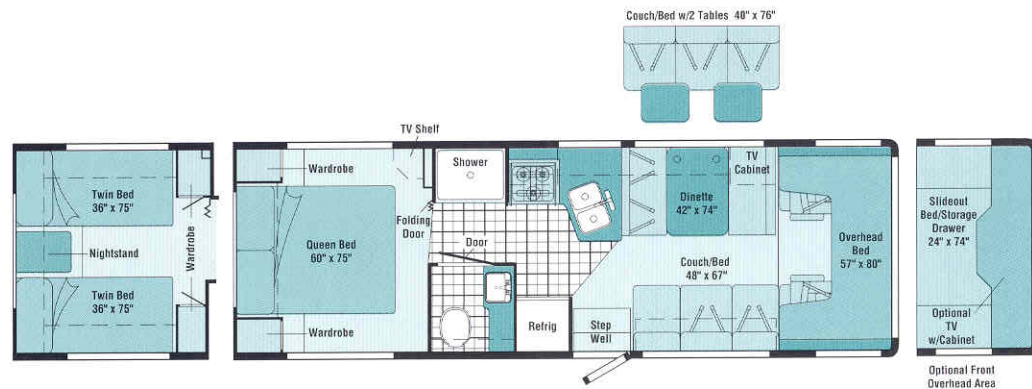 Couch/Bed w/2 Tables 40" x 76"
Twin Bed
36" x 75"
Nightstand
Twin Bed
36" x 75"
Wardrobe
TV Shelf
Wardrobe
Queen Bed
60" x 75"
Wardrobe
Folding
Door
Shower
Door
Refrig
Step
Well
Dinette
42" x 74"
TV
Cabinet
Couch/Bed
48" x 67"
Overhead
Bed
57" x 80"
Slideout
Bed/Storage
Drawer
24" x 74"
Optional
TV
w/Cabinet
Optional Front
Overhead Area